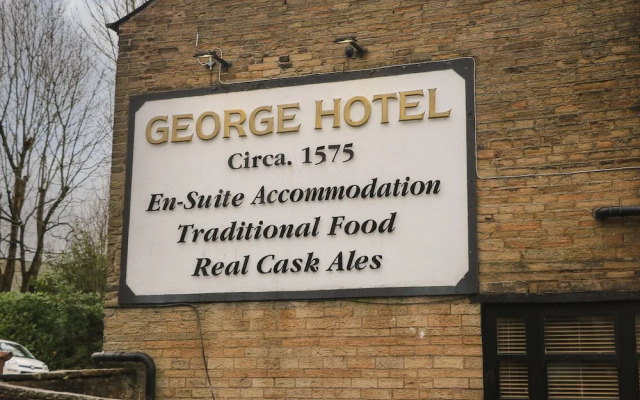 GEORGE HOTEL
Circa. 1575
En-Suite Accommodation
Traditional Food
Real Cask Ales